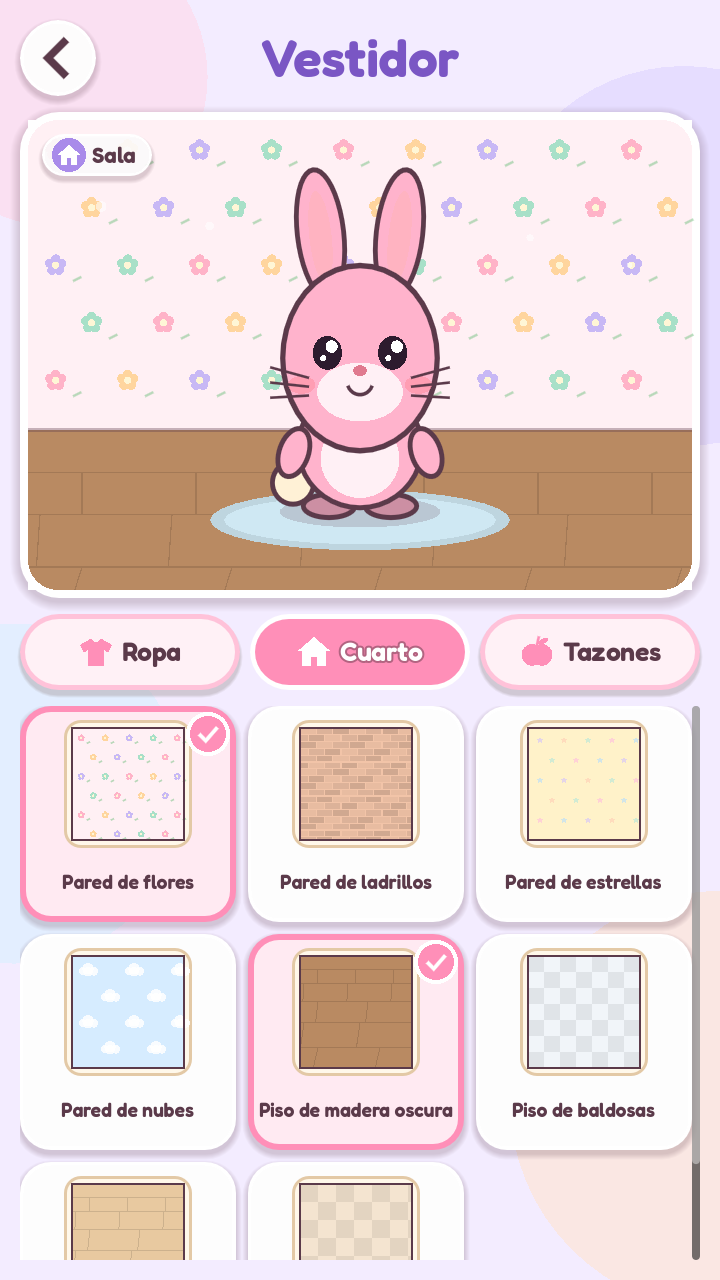 Vestidor
Sala
Ropa
Cuarto
Tazones
Pared de flores
Pared de ladrillos
Pared de estrellas
Pared de nubes
Piso de madera oscura
Piso de baldosas